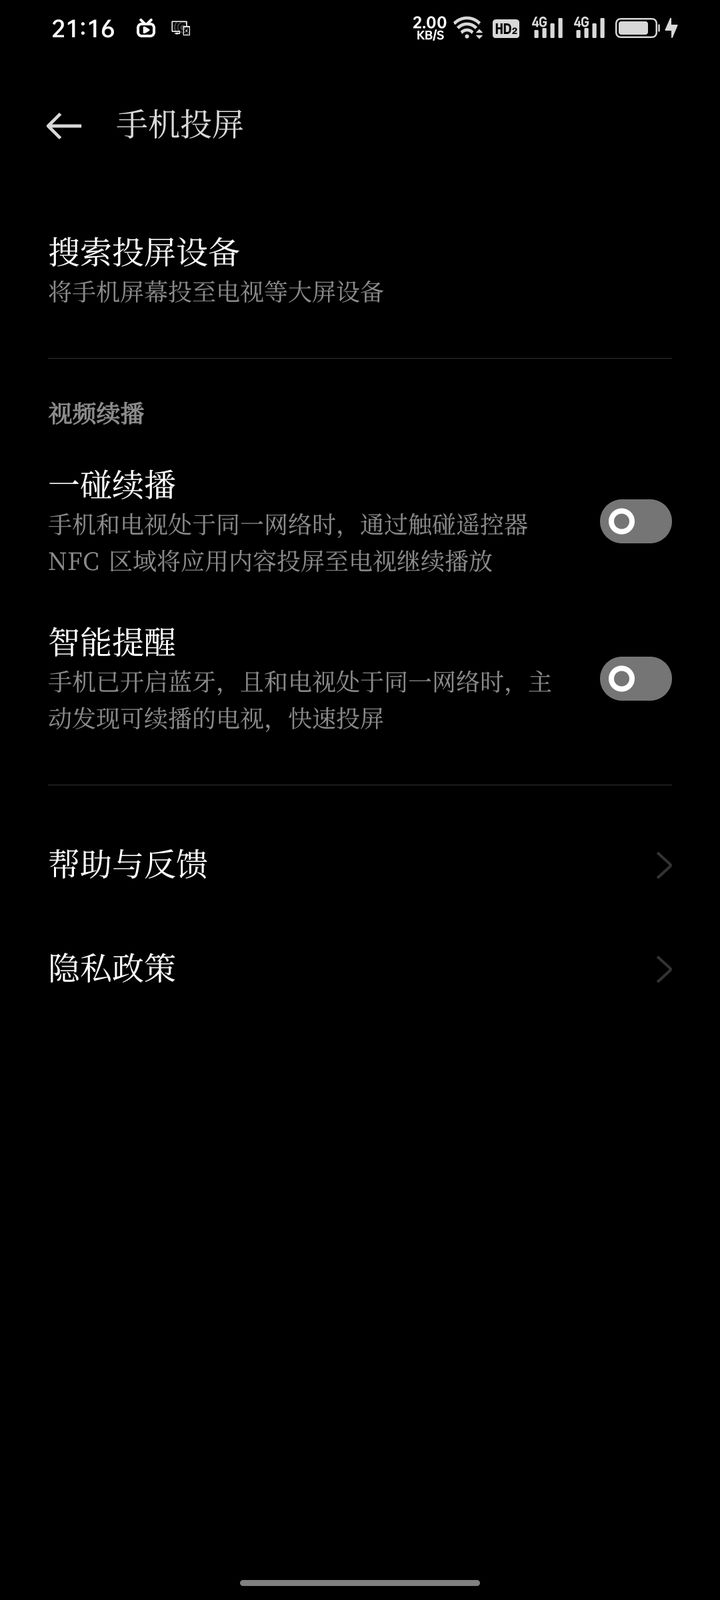 21:16 2.00 KB/S HD2 4G 4G
手机投屏
搜索投屏设备
将手机屏幕投至电视等大屏设备
视频续播
一碰续播
手机和电视处于同一网络时，通过触碰遥控器
NFC 区域将应用内容投屏至电视继续播放
智能提醒
手机已开启蓝牙，且和电视处于同一网络时，主
动发现可续播的电视，快速投屏
帮助与反馈
隐私政策